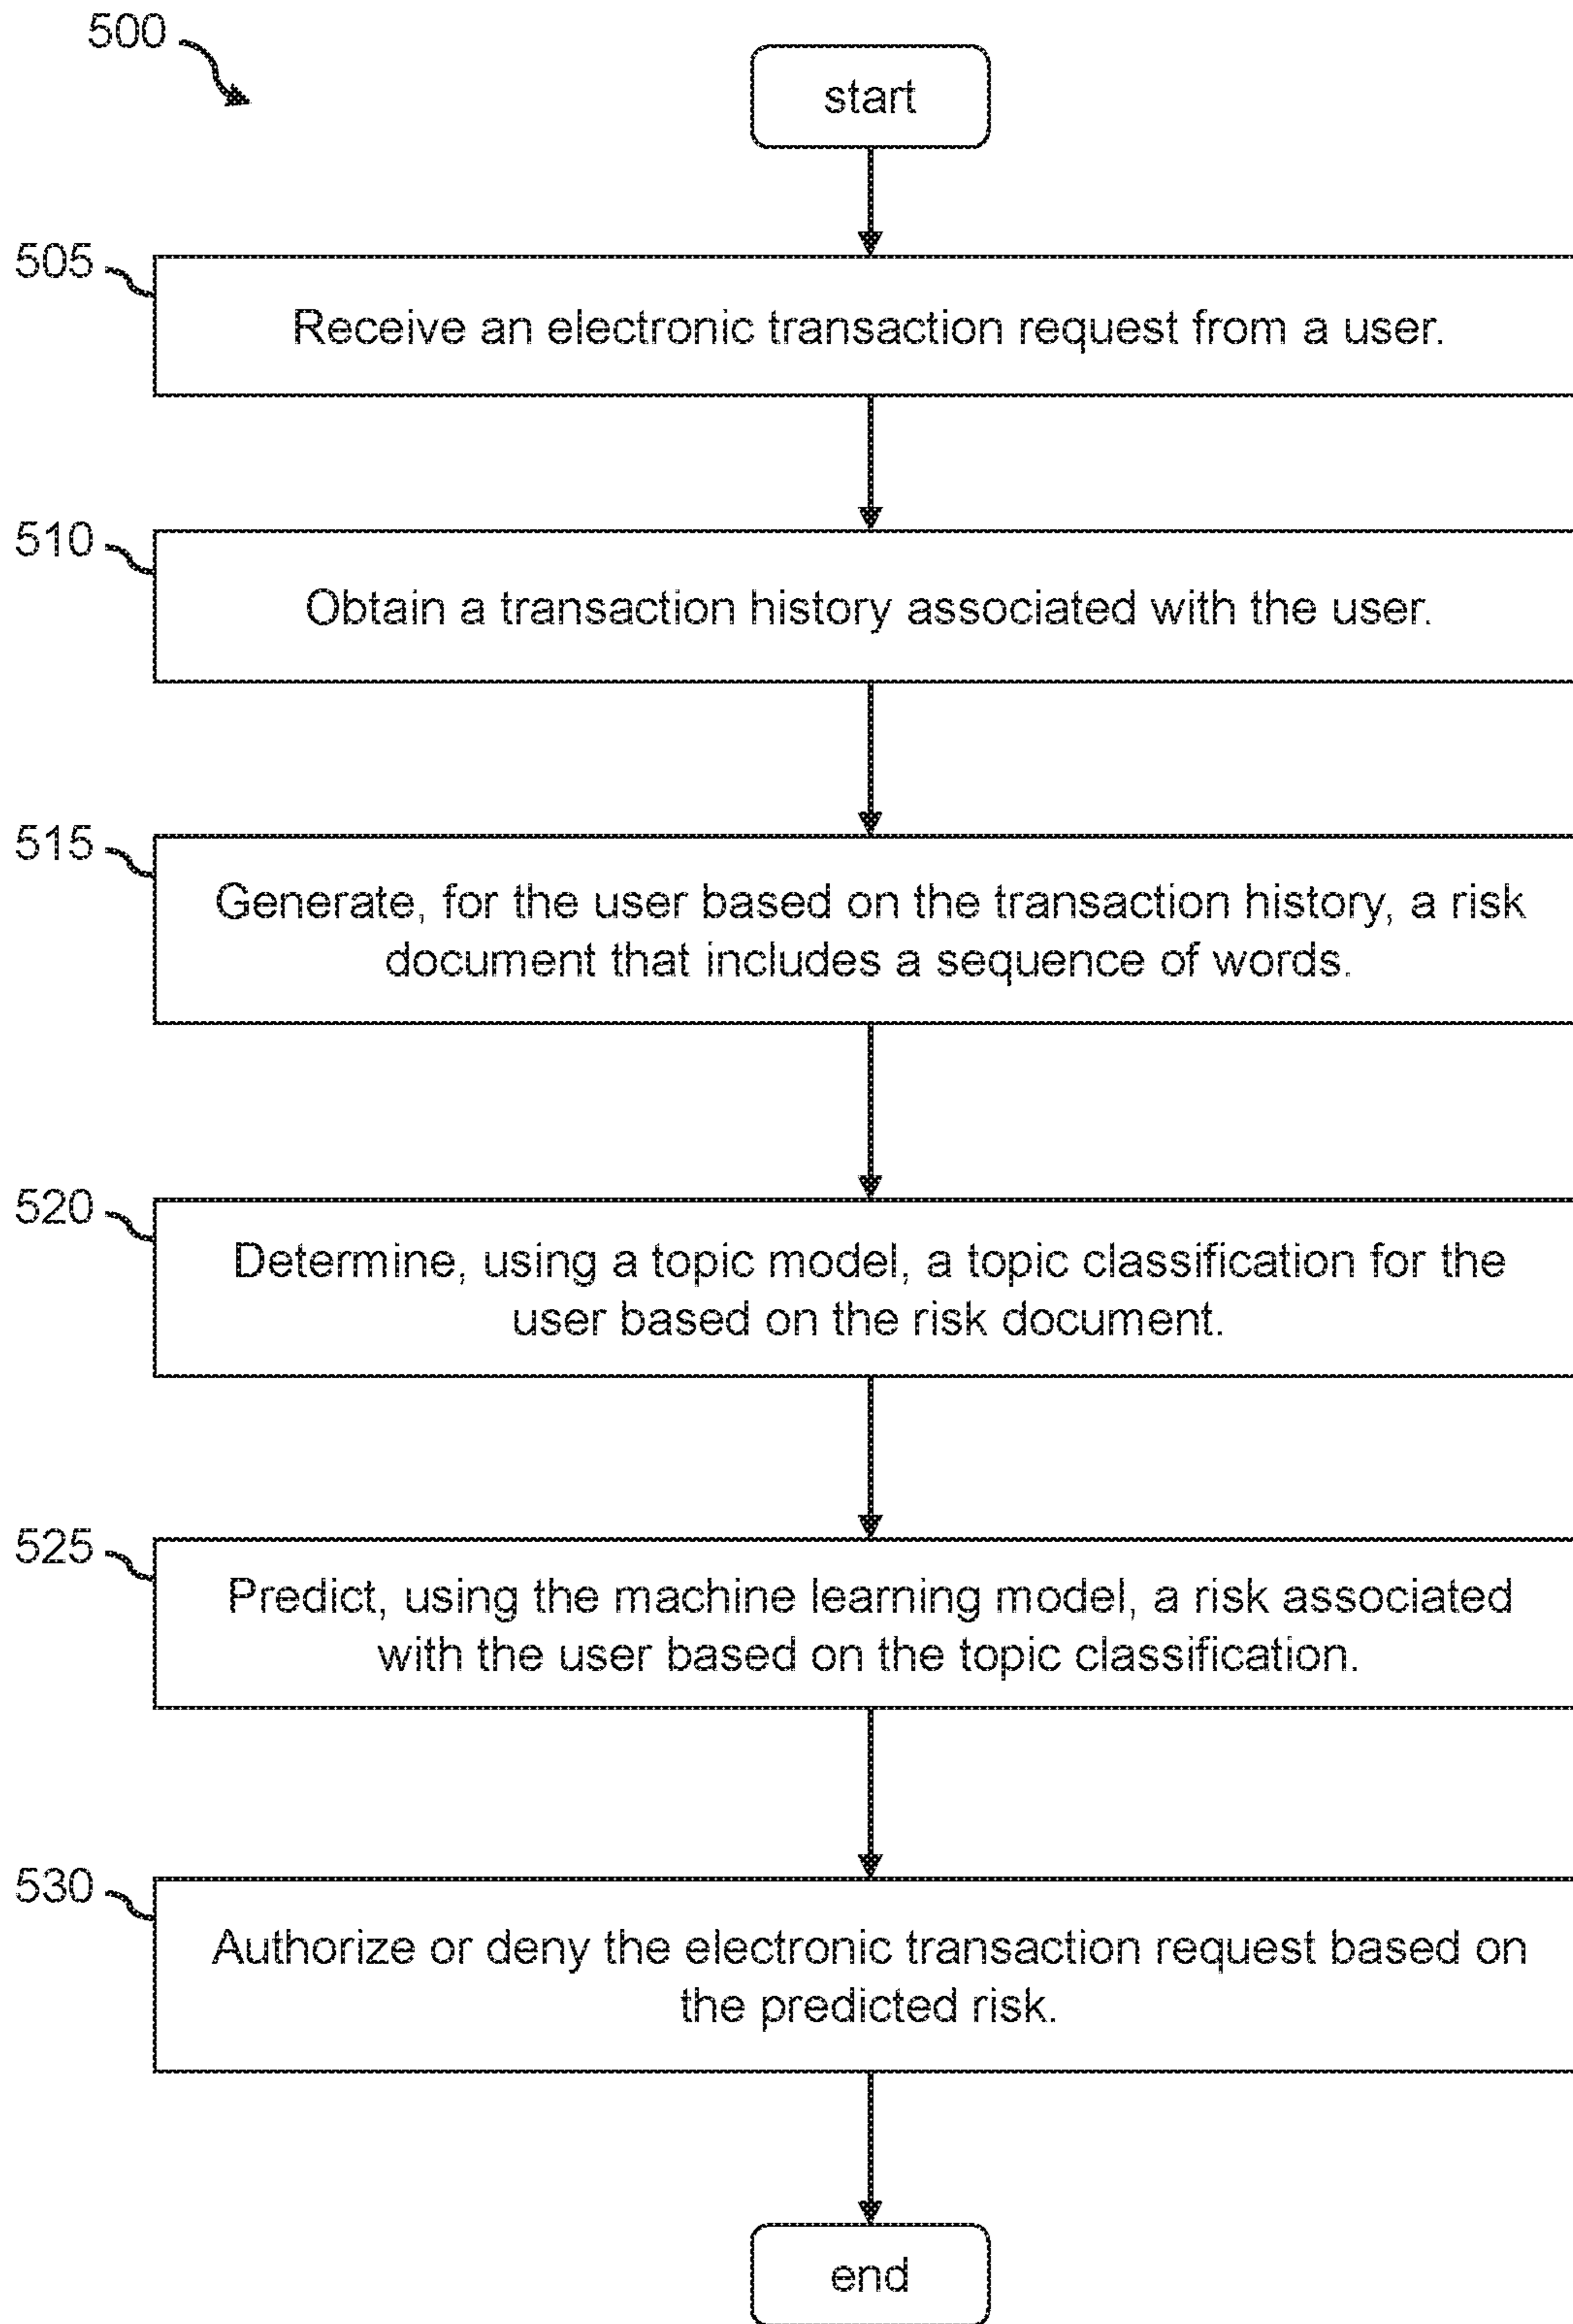 500
start
505
Receive an electronic transaction request from a user.
510
Obtain a transaction history associated with the user.
515
Generate, for the user based on the transaction history, a risk
document that includes a sequence of words.
520
Determine, using a topic model, a topic classification for the
user based on the risk document.
525
Predict, using the machine learning model, a risk associated
with the user based on the topic classification.
530
Authorize or deny the electronic transaction request based on
the predicted risk.
end